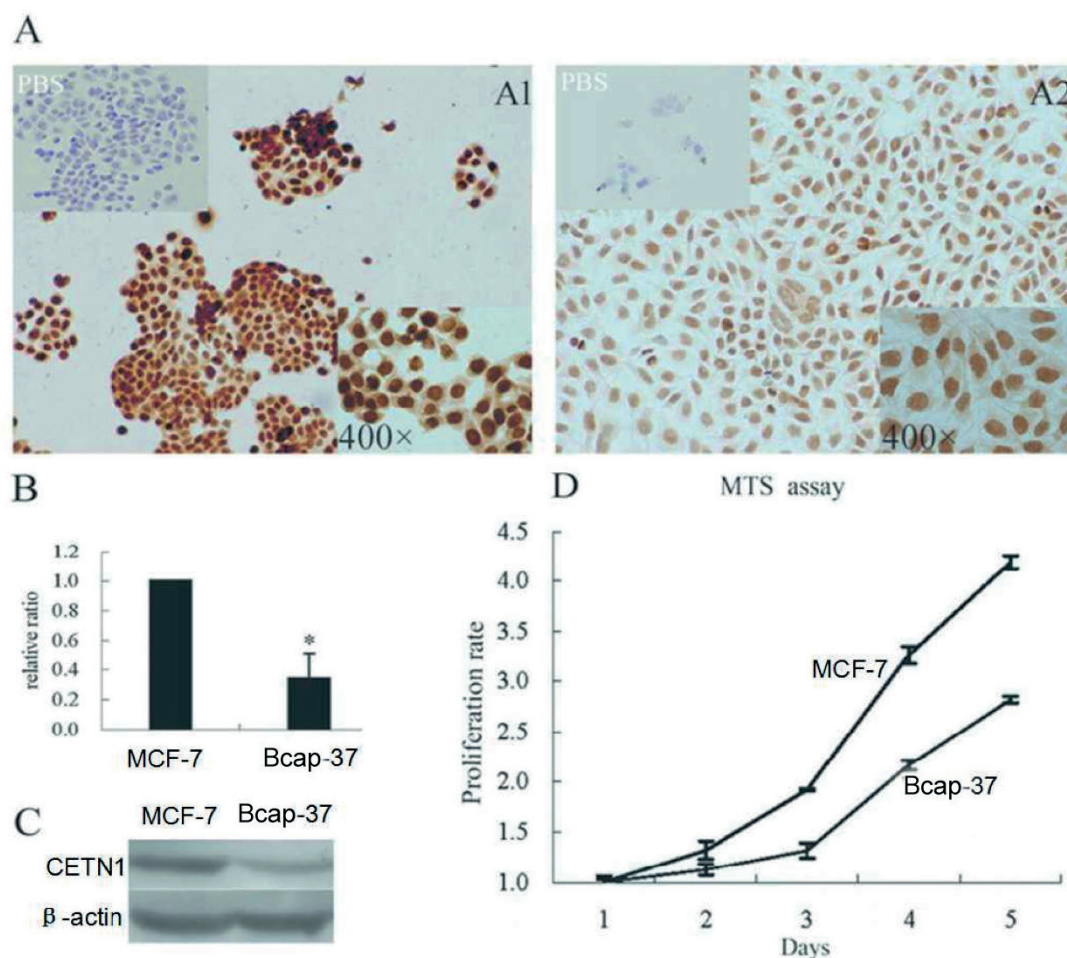 A
PBS
A1
400×
PBS
A2
400×
B
1.2
1.0
0.8
0.6
0.4
0.2
0.0
relative ratio
*
MCF-7 Bcap-37
C
MCF-7 Bcap-37
CETN1
β-actin
D
MTS assay
4.5
4.0
3.5
3.0
2.5
2.0
1.5
1.0
Proliferation rate
MCF-7
Bcap-37
1 2 3 4 5
Days